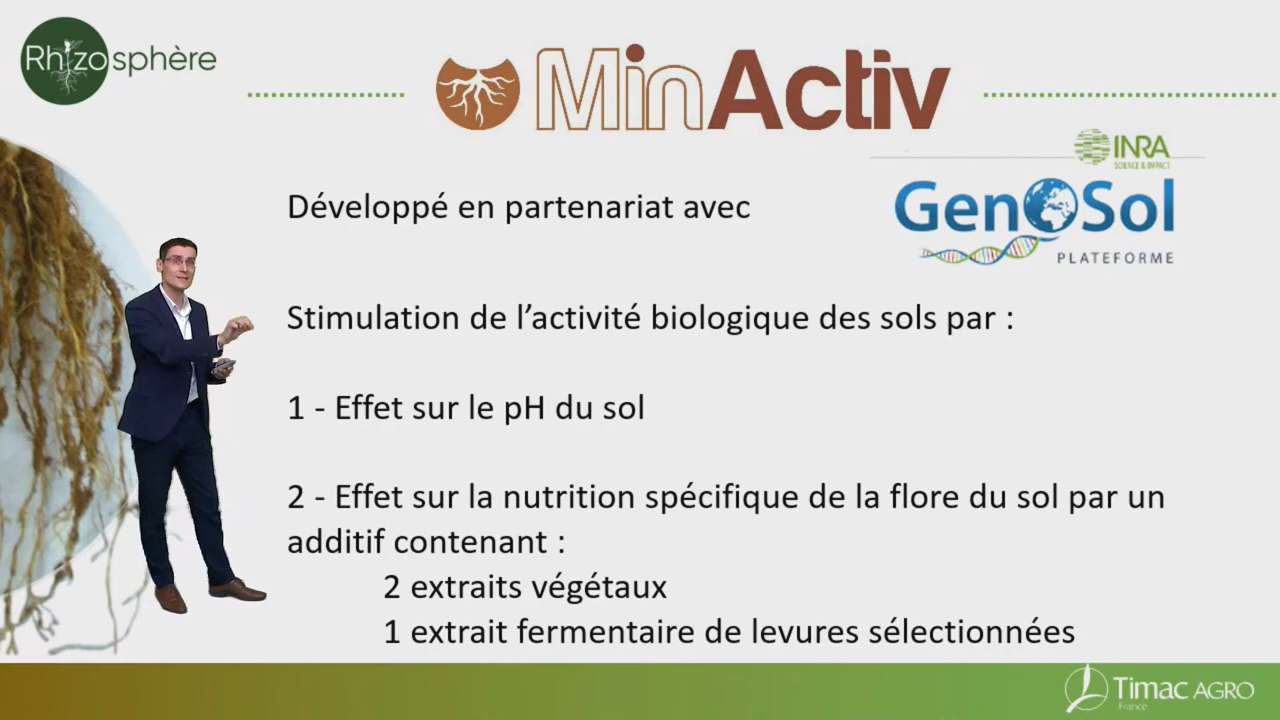 Rhizosphère
MinActiv
INRA
SCIENCE & IMPACT
Développé en partenariat avec
GenOSol
PLATEFORME
Stimulation de l’activité biologique des sols par :
1 - Effet sur le pH du sol
2 - Effet sur la nutrition spécifique de la flore du sol par un
additif contenant :
2 extraits végétaux
1 extrait fermentaire de levures sélectionnées
Timac AGRO
France